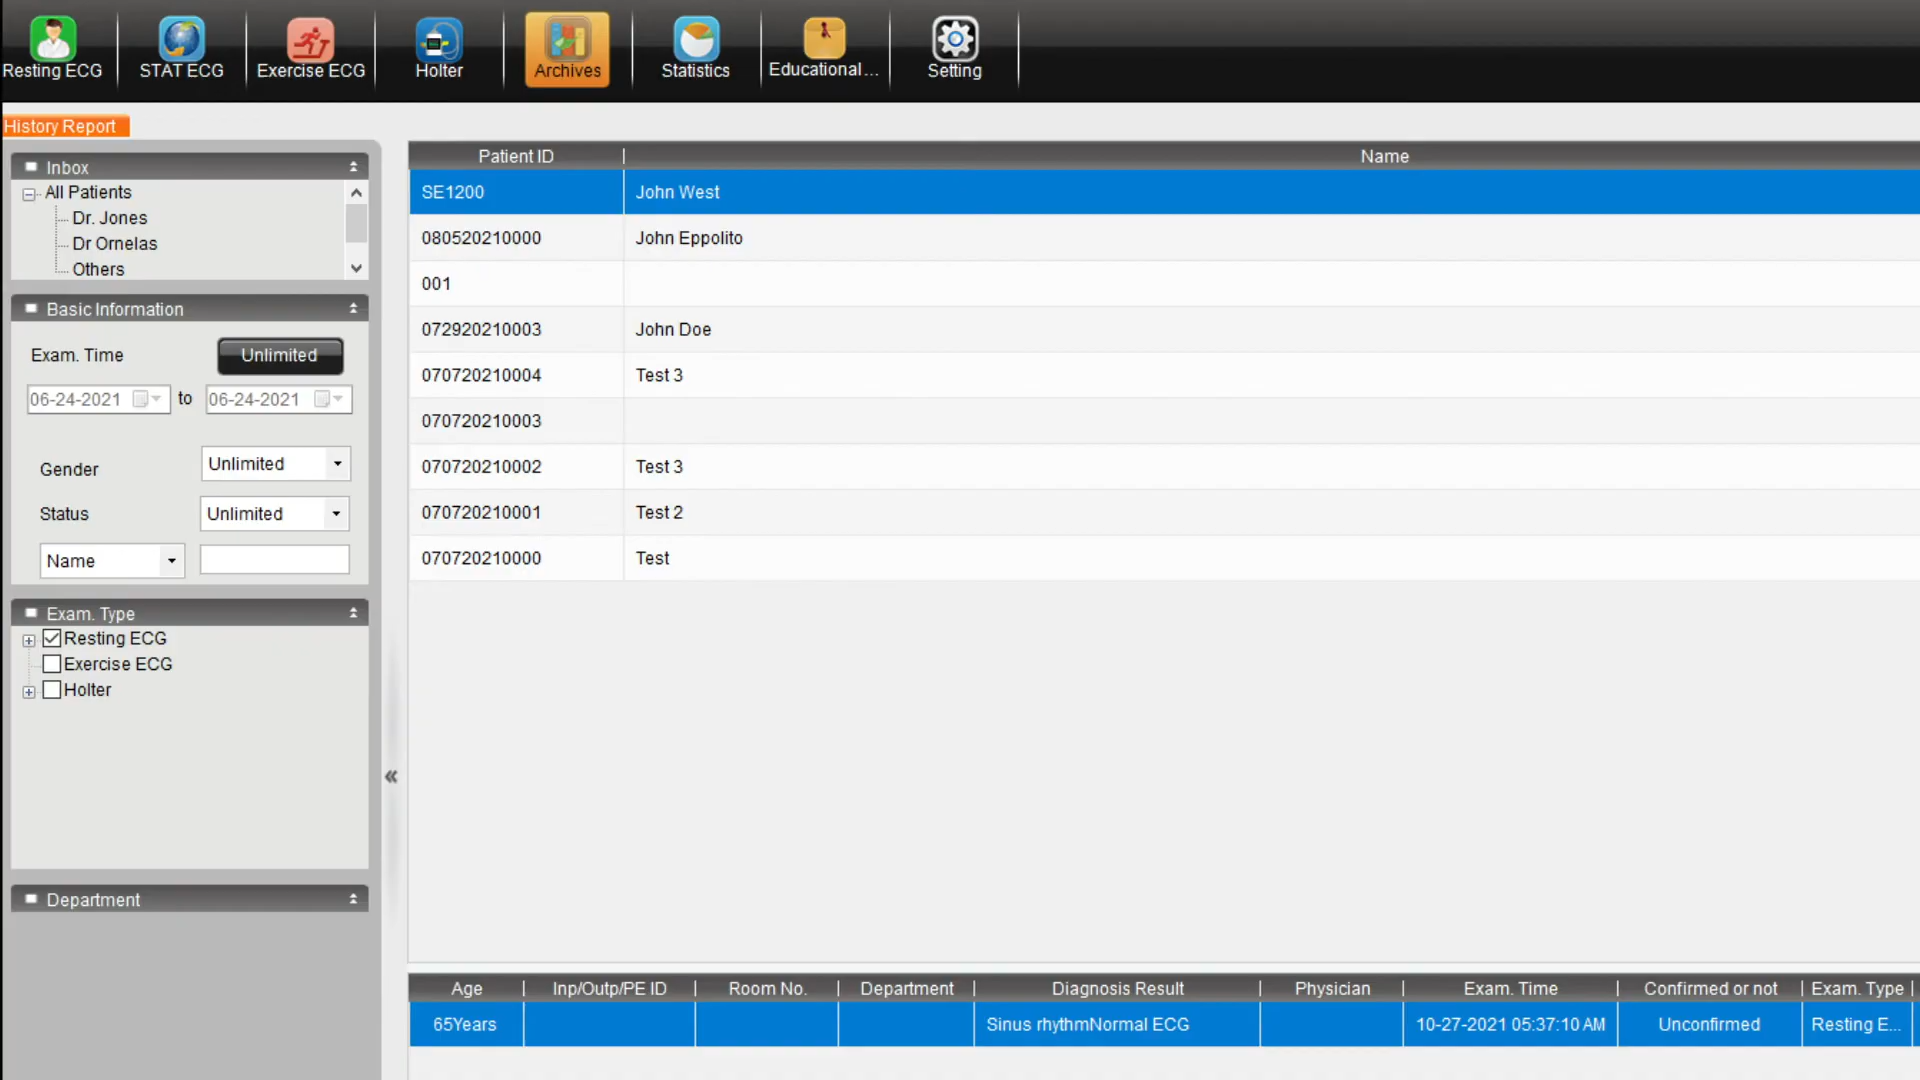 Resting ECG
STAT ECG
Exercise ECG
Holter
Archives
Statistics
Educational...
Setting
History Report
Inbox
All Patients
Dr. Jones
Dr Ornelas
Others
Basic Information
Exam. Time
Unlimited
06-24-2021 to 06-24-2021
Gender
Unlimited
Status
Unlimited
Name
Exam. Type
Resting ECG
Exercise ECG
Holter
Department
Patient ID Name
SE1200 John West
080520210000 John Eppolito
001
072920210003 John Doe
070720210004 Test 3
070720210003
070720210002 Test 3
070720210001 Test 2
070720210000 Test
Age Inp/Outp/PE ID Room No. Department Diagnosis Result Physician Exam. Time Confirmed or not Exam. Type
65Years Sinus rhythmNormal ECG 10-27-2021 05:37:10 AM Unconfirmed Resting E...